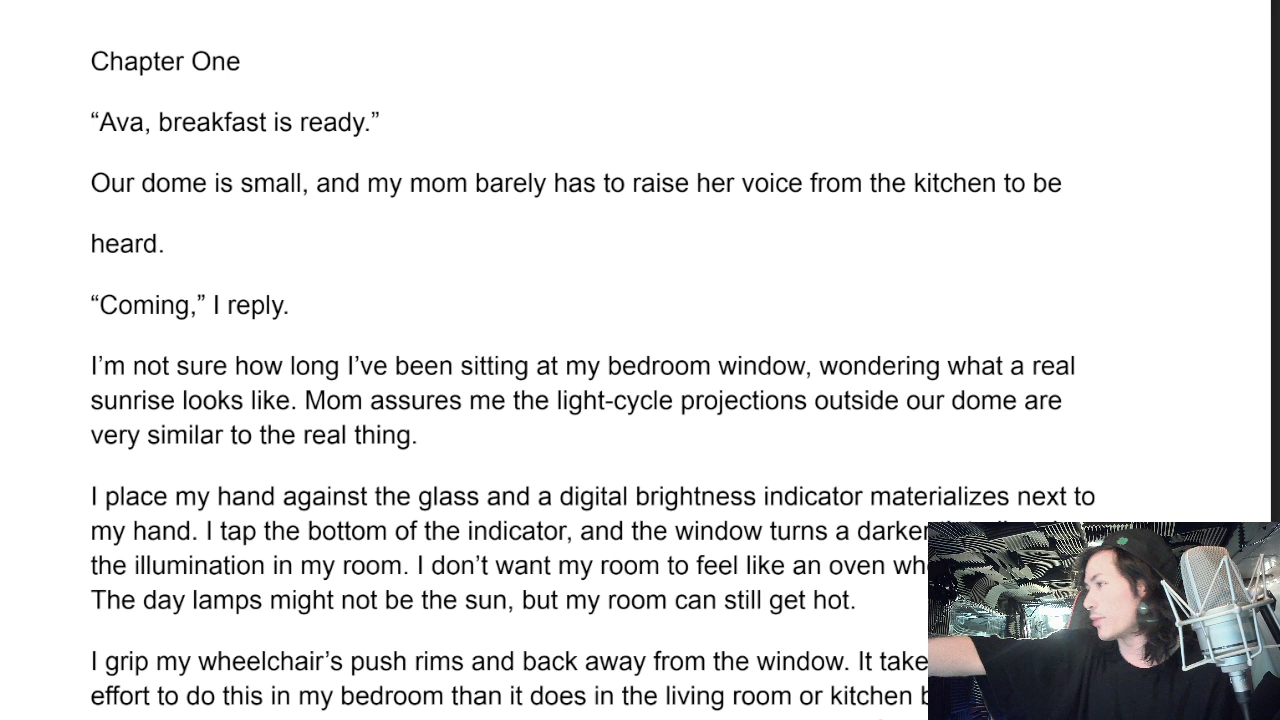 Chapter One
“Ava, breakfast is ready.”
Our dome is small, and my mom barely has to raise her voice from the kitchen to be
heard.
“Coming,” I reply.
I’m not sure how long I’ve been sitting at my bedroom window, wondering what a real
sunrise looks like. Mom assures me the light-cycle projections outside our dome are
very similar to the real thing.
I place my hand against the glass and a digital brightness indicator materializes next to
my hand. I tap the bottom of the indicator, and the window turns a darker
the illumination in my room. I don’t want my room to feel like an oven
The day lamps might not be the sun, but my room can still get hot.
I grip my wheelchair’s push rims and back away from the window. It
effort to do this in my bedroom than it does in the living room or kitchen